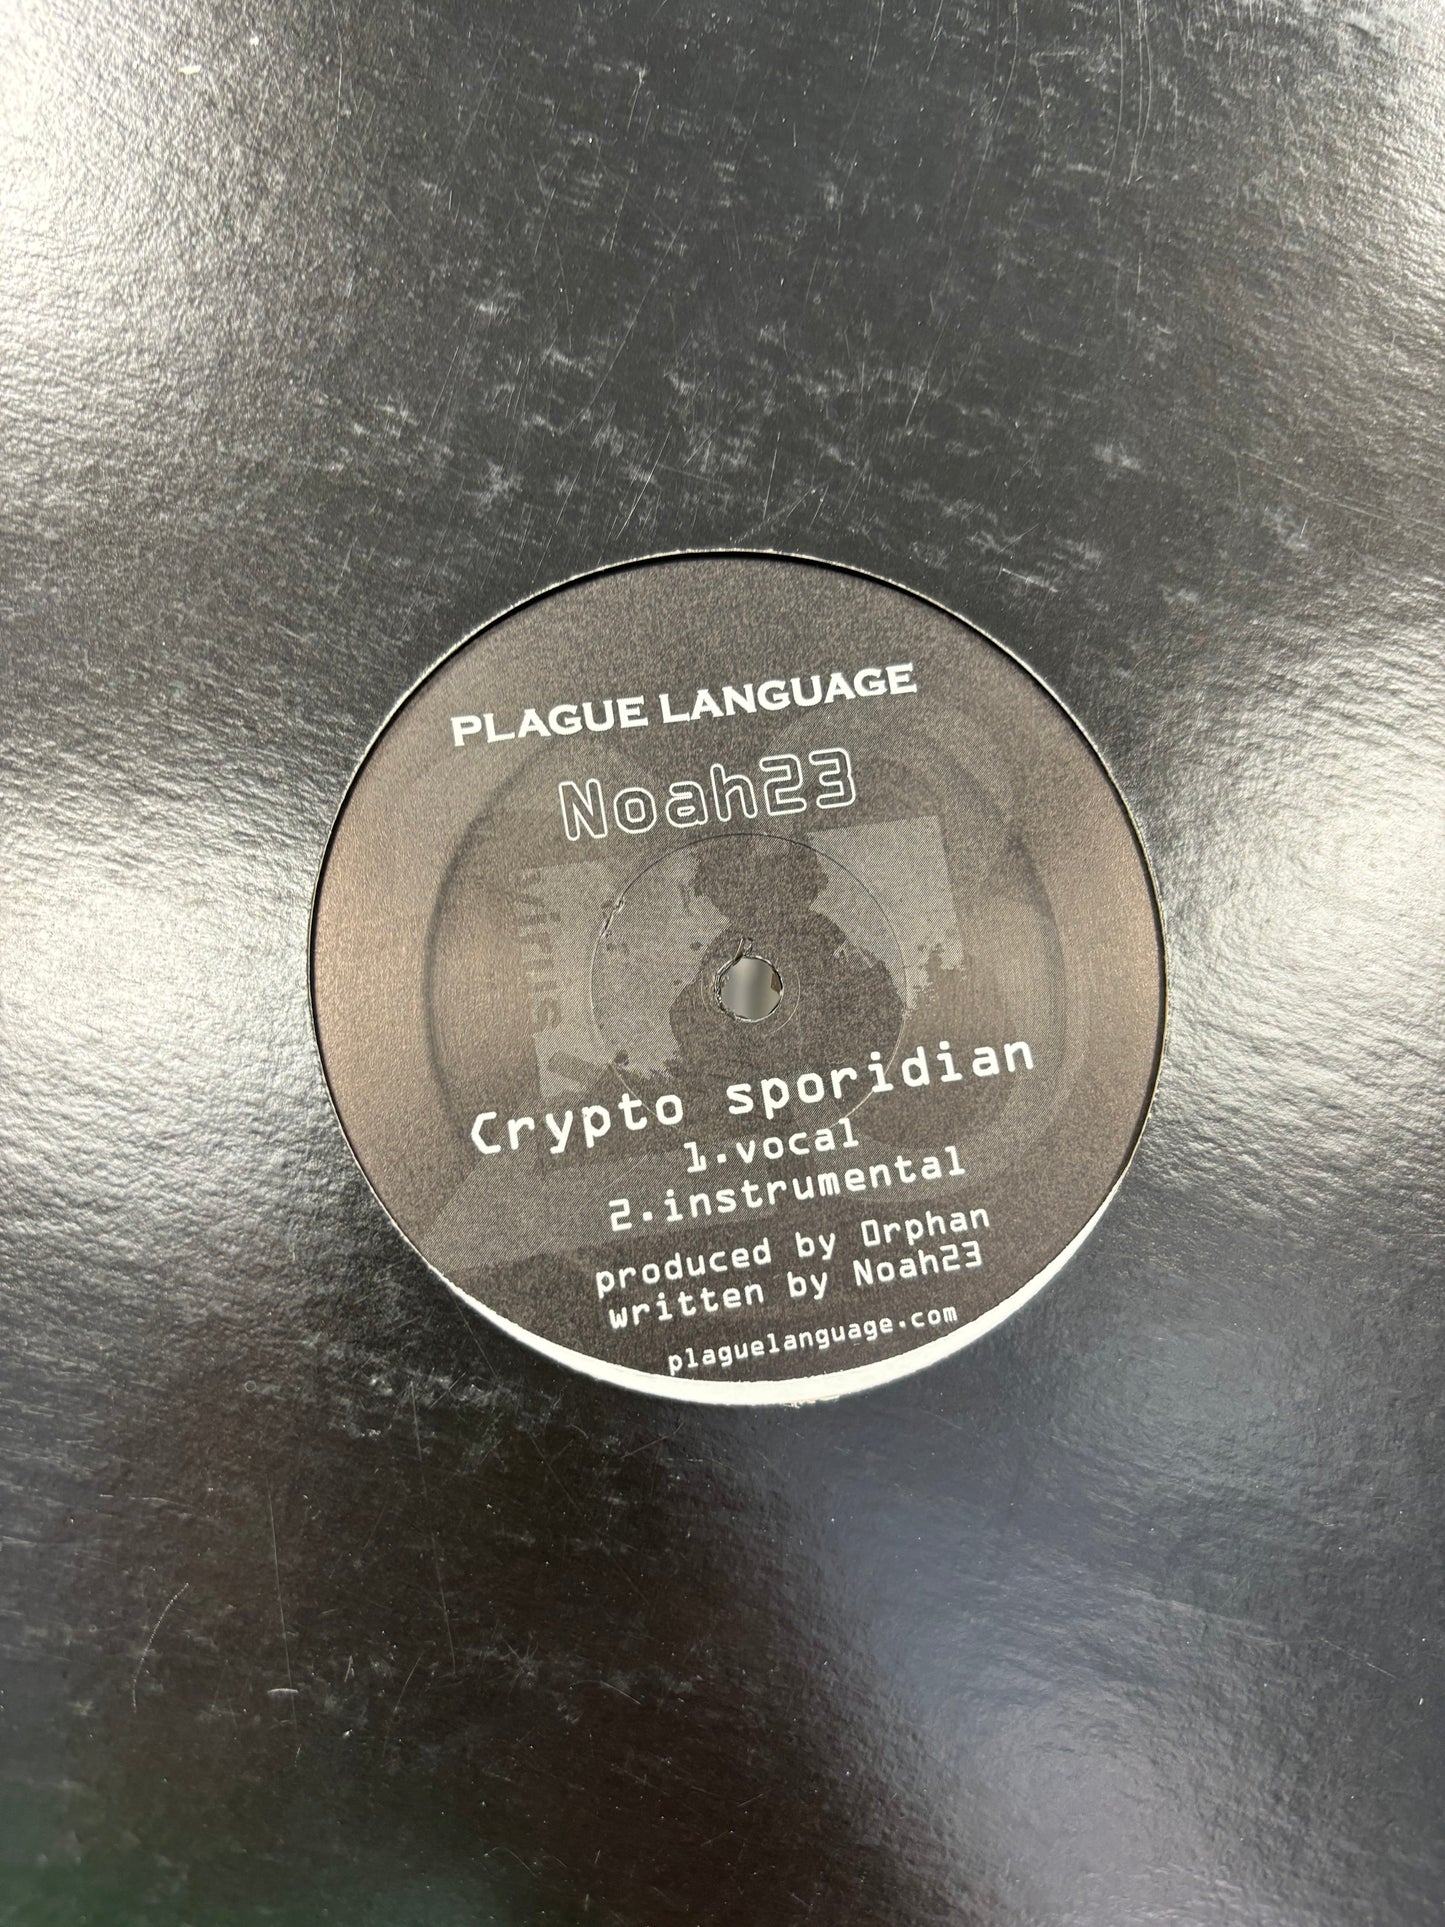 PLAGUE LANGUAGE
Noah23
Crypto sporidian
1.vocal
2.instrumental
produced by Orphan
written by Noah23
plaguelanguage.com